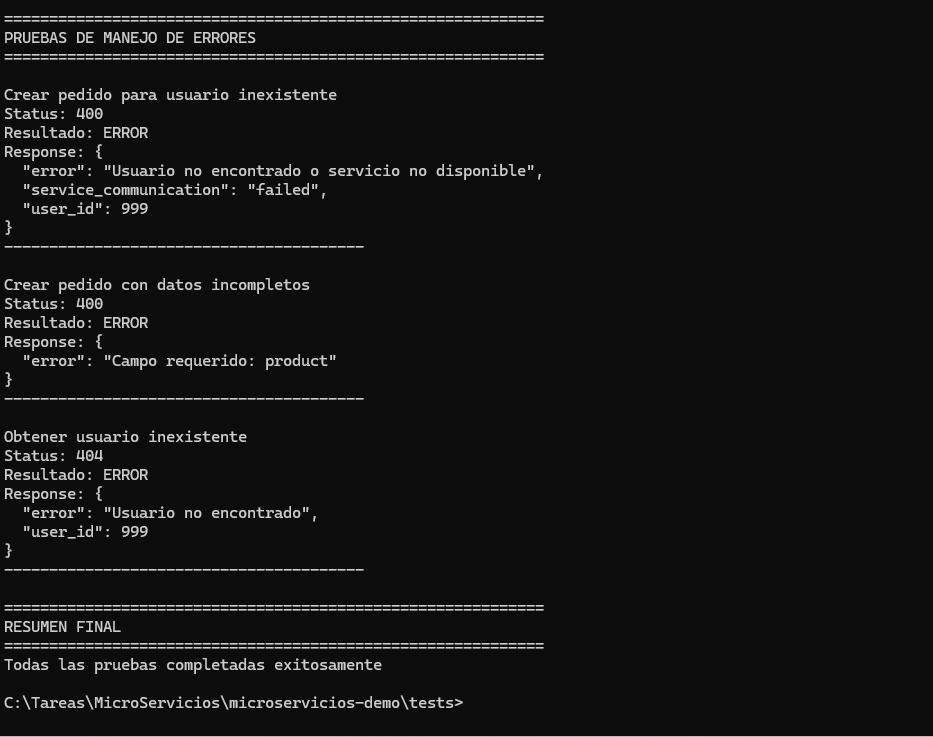 ============================================================
PRUEBAS DE MANEJO DE ERRORES
============================================================
Crear pedido para usuario inexistente
Status: 400
Resultado: ERROR
Response: {
  "error": "Usuario no encontrado o servicio no disponible",
  "service_communication": "failed",
  "user_id": 999
}
----------------------------------------
Crear pedido con datos incompletos
Status: 400
Resultado: ERROR
Response: {
  "error": "Campo requerido: product"
}
----------------------------------------
Obtener usuario inexistente
Status: 404
Resultado: ERROR
Response: {
  "error": "Usuario no encontrado",
  "user_id": 999
}
----------------------------------------
============================================================
RESUMEN FINAL
============================================================
Todas las pruebas completadas exitosamente
C:\Tareas\MicroServicios\microservicios-demo\tests>